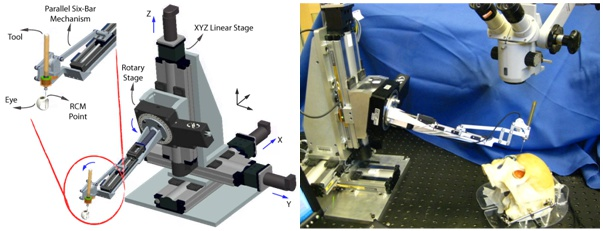 Parallel Six-Bar
Mechanism
Tool
Eye
RCM
Point
Z
XYZ Linear Stage
Rotary
Stage
X
Y